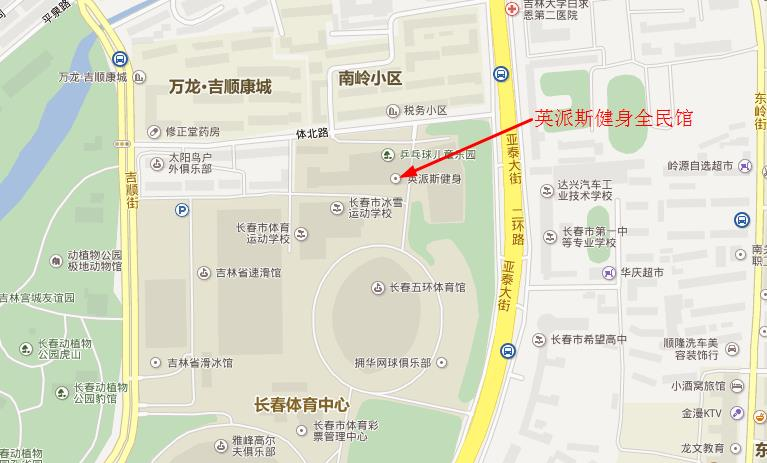 平泉路
吉林大学白求
恩第二医院
万龙·吉顺康城
万龙·吉顺康城
南岭小区
税务小区
英派斯健身全民馆
东岭街
修正堂药房
体北路
亚泰大街
乒乓球儿童乐园
太阳鸟户
外俱乐部
吉顺街
英派斯健身
岭源自选超市
达兴汽车工
业技术学校
长春市冰雪
运动学校
二环路
长春市体育
运动学校
长春市第一中
等专业学校
动植物公园
极地动物馆
吉林省速滑馆
亚泰大街
华庆超市
长春五环体育馆
吉林宫城友谊园
长春动植物
公园虎山
长春市希望高中
顺隆洗车美
容装饰行
吉林省滑冰馆
拥华网球俱乐部
长春动植物
公园豹馆
小酒窝旅馆
长春体育中心
金漫KTV
长春市体育彩
票管理中心
雅峰高尔
夫俱乐部
龙文教育